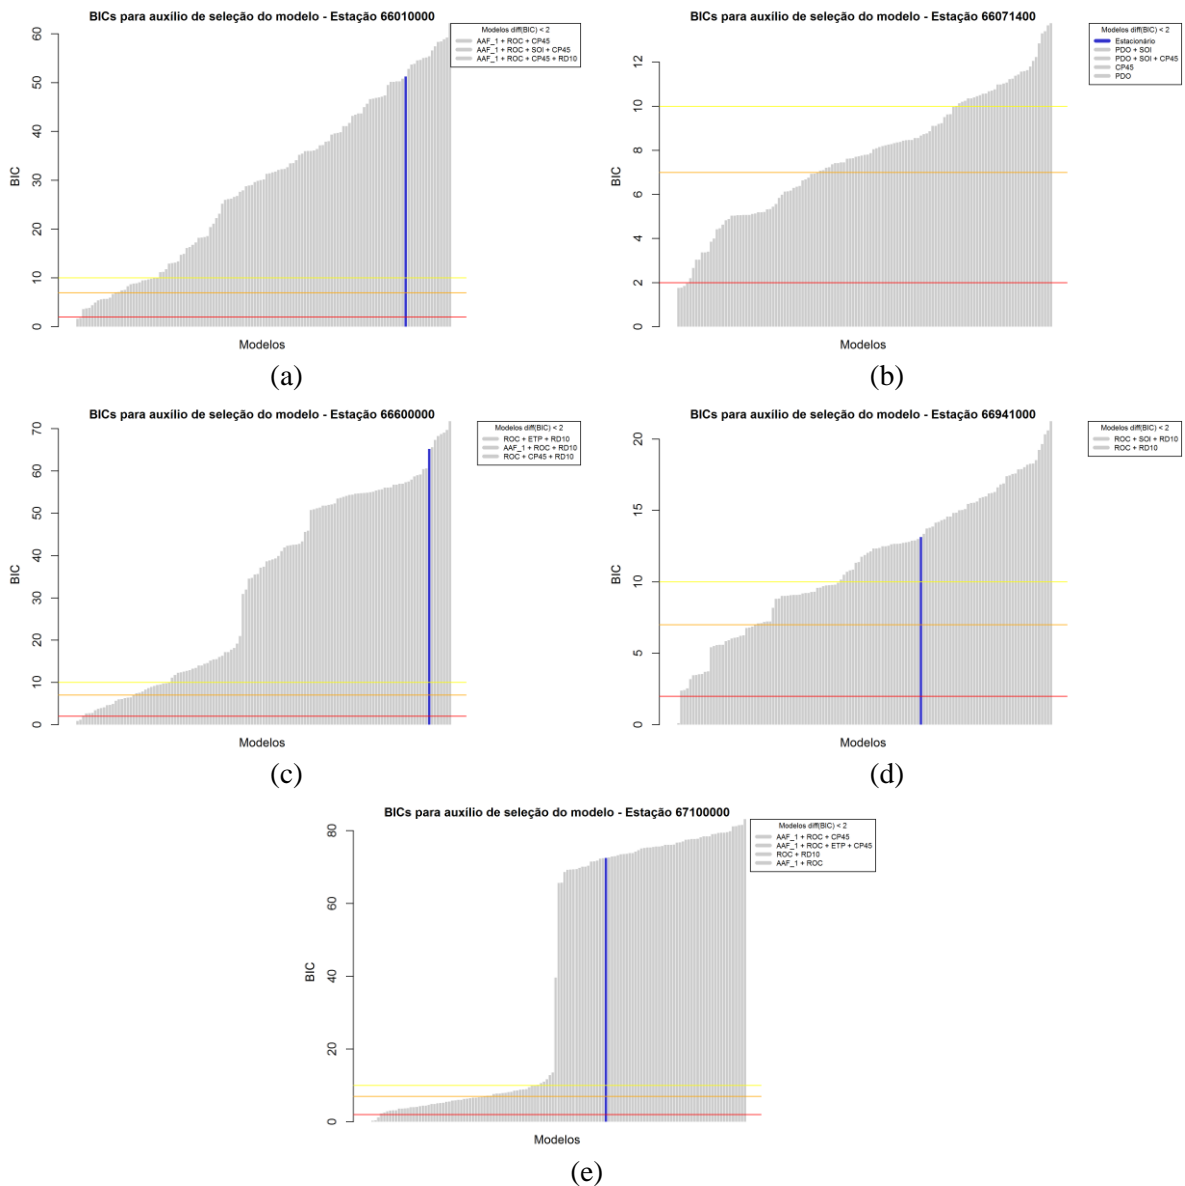 BICs para auxílio de seleção do modelo - Estação 66010000
BIC
0
10
20
30
40
50
60
Modelos
Modelos diff(BIC) < 2
AAF_1 + ROC + CP45
AAF_1 + ROC + SOI + CP45
AAF_1 + ROC + CP45 + RD10
(a)
BICs para auxílio de seleção do modelo - Estação 66071400
BIC
0
2
4
6
8
10
12
Modelos
Modelos diff(BIC) < 2
Estacionário
PDO + SOI
PDO + SOI + CP45
CP45
PDO
(b)
BICs para auxílio de seleção do modelo - Estação 66600000
BIC
0
10
20
30
40
50
60
70
Modelos
Modelos diff(BIC) < 2
ROC + ETP + RD10
AAF_1 + ROC + RD10
ROC + CP45 + RD10
(c)
BICs para auxílio de seleção do modelo - Estação 66941000
BIC
0
5
10
15
20
Modelos
Modelos diff(BIC) < 2
ROC + SOI + RD10
ROC + RD10
(d)
BICs para auxílio de seleção do modelo - Estação 67100000
BIC
0
20
40
60
80
Modelos
Modelos diff(BIC) < 2
AAF_1 + ROC + CP45
AAF_1 + ROC + ETP + CP45
ROC + RD10
AAF_1 + ROC
(e)